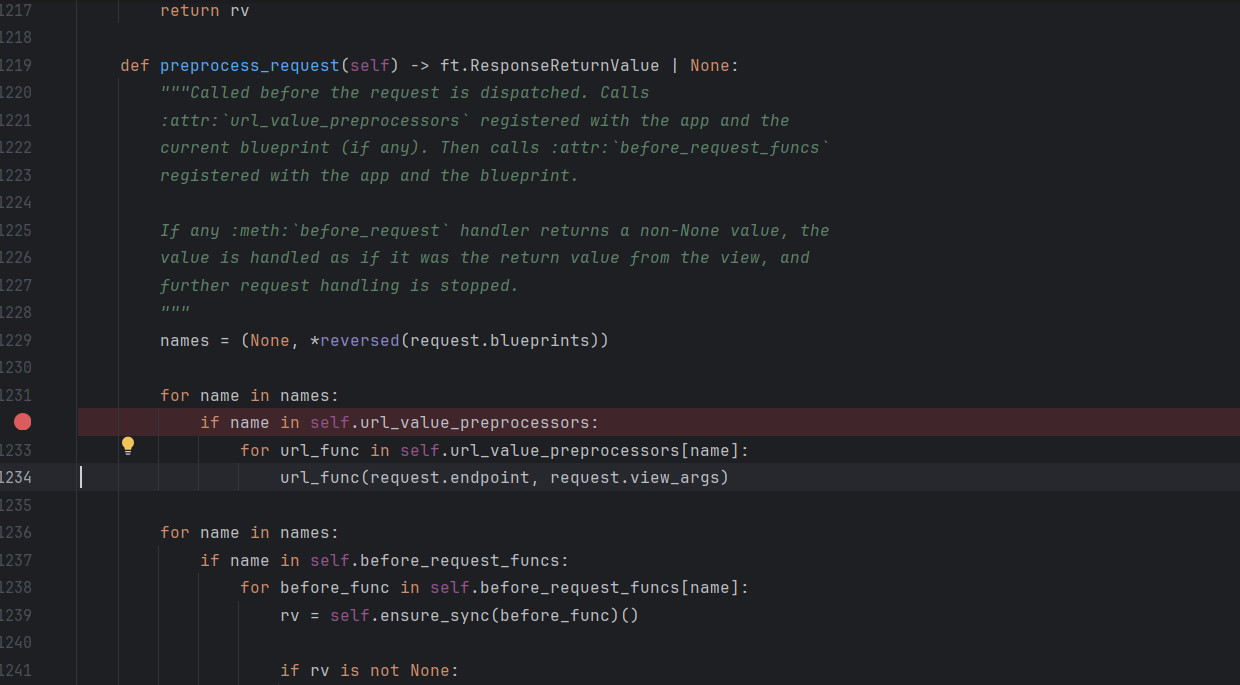 1217            return rv
1218
1219        def preprocess_request(self) -> ft.ResponseReturnValue | None:
1220            """Called before the request is dispatched. Calls
1221            :attr:`url_value_preprocessors` registered with the app and the
1222            current blueprint (if any). Then calls :attr:`before_request_funcs`
1223            registered with the app and the blueprint.
1224
1225            If any :meth:`before_request` handler returns a non-None value, the
1226            value is handled as if it was the return value from the view, and
1227            further request handling is stopped.
1228            """
1229            names = (None, *reversed(request.blueprints))
1230
1231            for name in names:
                if name in self.url_value_preprocessors:
1233                    for url_func in self.url_value_preprocessors[name]:
1234                        url_func(request.endpoint, request.view_args)
1235
1236            for name in names:
1237                if name in self.before_request_funcs:
1238                    for before_func in self.before_request_funcs[name]:
1239                        rv = self.ensure_sync(before_func)()
1240
1241                        if rv is not None: